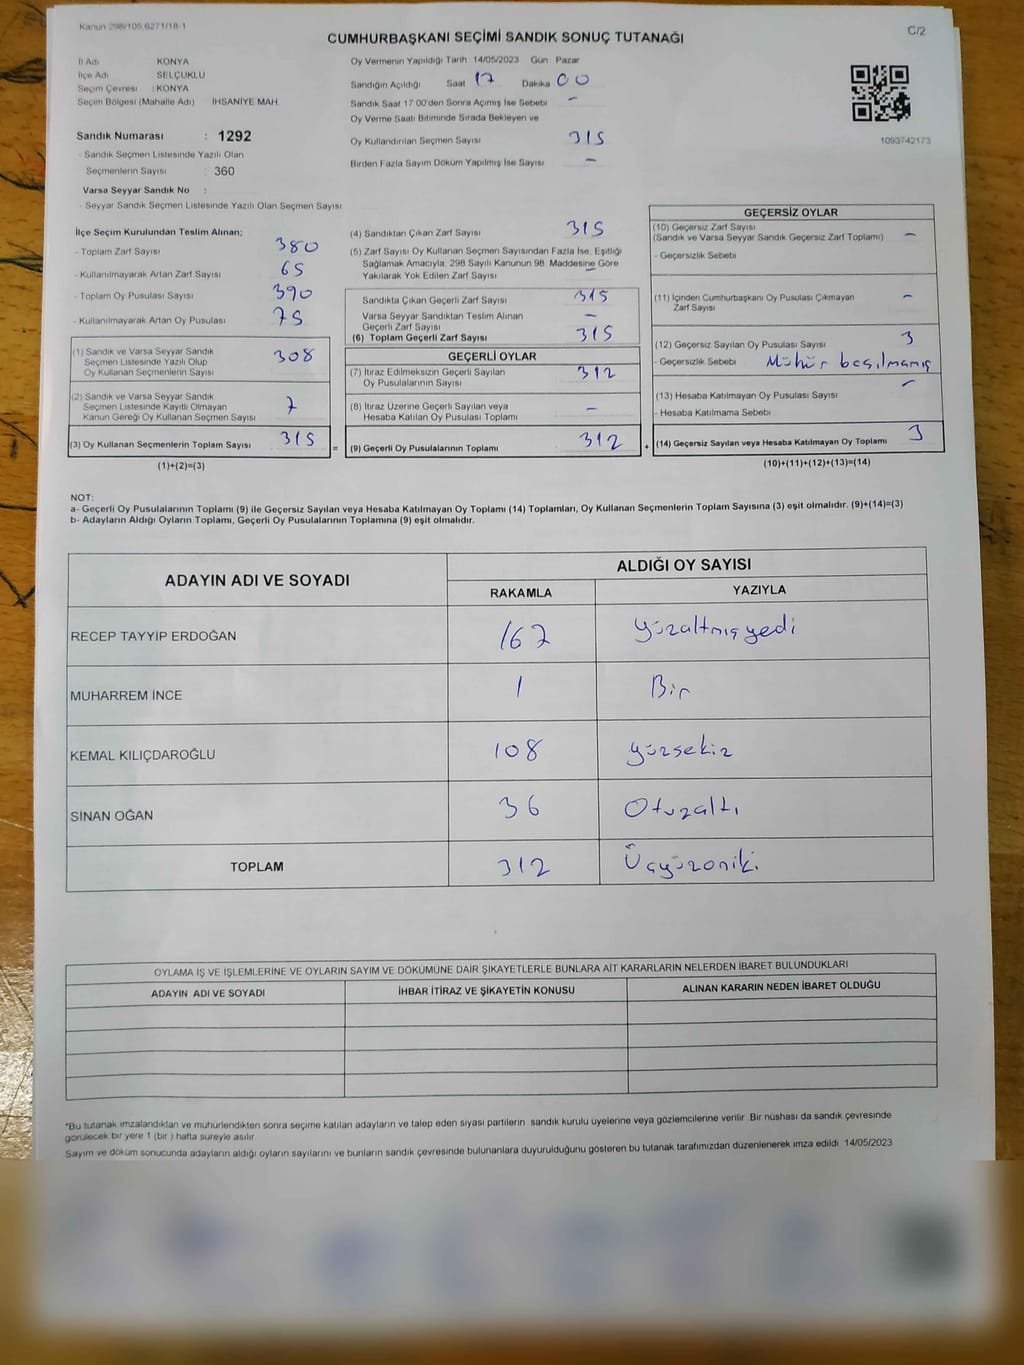 Kanun 298/105,6271/18-1
C/2
CUMHURBAŞKANI SEÇİMİ SANDIK SONUÇ TUTANAĞI
İl Adı KONYA
İlçe Adı SELÇUKLU
Seçim Çevresi : KONYA
Seçim Bölgesi (Mahalle Adı) İHSANİYE MAH.
Sandık Numarası : 1292
- Sandık Seçmen Listesinde Yazılı Olan
Seçmenlerin Sayısı : 360
Varsa Seyyar Sandık No :
- Seyyar Sandık Seçmen Listesinde Yazılı Olan Seçmen Sayısı
Oy Vermenin Yapıldığı Tarih 14/05/2023 Gün Pazar
Sandığın Açıldığı Saat 17 Dakika 00
Sandık Saat 17.00'den Sonra Açımış İse Sebebi -
Oy Verme Saati Bitiminde Sırada Bekleyen ve
Oy Kullandırılan Seçmen Sayısı 315
Birden Fazla Sayım Döküm Yapılmış İse Sayısı -
1093742173
İlçe Seçim Kurulundan Teslim Alınan;
- Toplam Zarf Sayısı 380
- Kullanılmayarak Artan Zarf Sayısı 65
- Toplam Oy Pusulası Sayısı 390
- Kullanılmayarak Artan Oy Pusulası 75
(1) Sandık ve Varsa Seyyar Sandık
Seçmen Listesinde Yazılı Olup
Oy Kullanan Seçmenlerin Sayısı 308
(2) Sandık ve Varsa Seyyar Sandık
Seçmen Listesinde Kayıtlı Olmayan
Kanun Gereği Oy Kullanan Seçmen Sayısı 7
(3) Oy Kullanan Seçmenlerin Toplam Sayısı 315
(1)+(2)=(3)
(4) Sandıktan Çıkan Zarf Sayısı 315
(5) Zarf Sayısı Oy Kullanan Seçmen Sayısından Fazla İse, Eşitliği
Sağlamak Amacıyla, 298 Sayılı Kanunun 98. Maddesine Göre
Yakılarak Yok Edilen Zarf Sayısı -
Sandıkta Çıkan Geçerli Zarf Sayısı 315
Varsa Seyyar Sandıktan Teslim Alınan
Geçerli Zarf Sayısı -
(6) Toplam Geçerli Zarf Sayısı 315
GEÇERLİ OYLAR
(7) İtiraz Edilmeksizin Geçerli Sayılan
Oy Pusulalarının Sayısı 312
(8) İtiraz Üzerine Geçerli Sayılan veya
Hesaba Katılan Oy Pusulası Toplamı -
= (9) Geçerli Oy Pusulalarının Toplamı 312
GEÇERSİZ OYLAR
(10) Geçersiz Zarf Sayısı
(Sandık ve Varsa Seyyar Sandık Geçersiz Zarf Toplamı) -
- Geçersizlik Sebebi
(11) İçinden Cumhurbaşkanı Oy Pusulası Çıkmayan
Zarf Sayısı -
(12) Geçersiz Sayılan Oy Pusulası Sayısı 3
- Geçersizlik Sebebi Mühür basılmamış
(13) Hesaba Katılmayan Oy Pusulası Sayısı -
- Hesaba Katılmama Sebebi
+ (14) Geçersiz Sayılan veya Hesaba Katılmayan Oy Toplamı 3
(10)+(11)+(12)+(13)=(14)
NOT:
a- Geçerli Oy Pusulalarının Toplamı (9) ile Geçersiz Sayılan veya Hesaba Katılmayan Oy Toplamı (14) Toplamları, Oy Kullanan Seçmenlerin Toplam Sayısına (3) eşit olmalıdır. (9)+(14)=(3)
b- Adayların Aldığı Oyların Toplamı, Geçerli Oy Pusulalarının Toplamına (9) eşit olmalıdır.
ADAYIN ADI VE SOYADI ALDIĞI OY SAYISI
RAKAMLA YAZIYLA
RECEP TAYYİP ERDOĞAN 167 yüzaltmışyedi
MUHARREM İNCE 1 Bir
KEMAL KILIÇDAROĞLU 108 yüzsekiz
SİNAN OĞAN 36 Otuzaltı
TOPLAM 312 Üçyüzoniki
OYLAMA İŞ VE İŞLEMLERİNE VE OYLARIN SAYIM VE DÖKÜMÜNE DAİR ŞİKAYETLERLE BUNLARA AİT KARARLARIN NELERDEN İBARET BULUNDUKLARI
ADAYIN ADI VE SOYADI İHBAR İTİRAZ VE ŞİKAYETİN KONUSU ALINAN KARARIN NEDEN İBARET OLDUĞU
*Bu tutanak imzalandıktan ve mühürlendikten sonra seçime katılan adayların ve talep eden siyasi partilerin sandık kurulu üyelerine veya gözlemcilerine verilir. Bir nüshası da sandık çevresinde
görülecek bir yere 1 (bir ) hafta süreyle asılır.
Sayım ve döküm sonucunda adayların aldığı oyların sayılarını ve bunların sandık çevresinde bulunanlara duyurulduğunu gösteren bu tutanak tarafımızdan düzenlenerek imza edildi. 14/05/2023